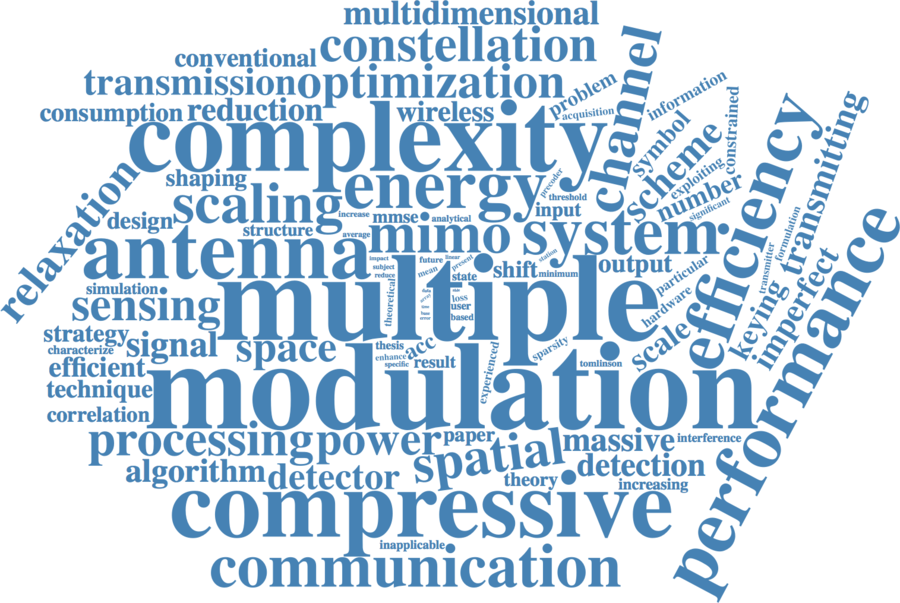 multidimensional
conventional
constellation
transmission
optimization
channel
problem
information
consumption
reduction
wireless
acquisition
complexity
symbol
constrained
relaxation
shaping
energy
precoder
threshold
scheme
exploiting
number
significant
efficiency
transmitting
design
scaling
increase
mmse
analytical
input
structure
average
mimo
system
formulation
antenna
impact
subject
reduce
future
linear
mean
present
state
shift
station
minimum
output
particular
transmitter
performance
simulation
sensing
multiple
theoretical
loss
user
based
hardware
keying
imperfect
strategy
characterize
signal
space
thesis
enhance
specific
acc
result
experienced
sparsity
tomlinson
scale
efficient
technique
modulation
correlation
processing
power
paper
spatial
massive
interference
algorithm
detector
theory
detection
increasing
compressive
inapplicable
communication